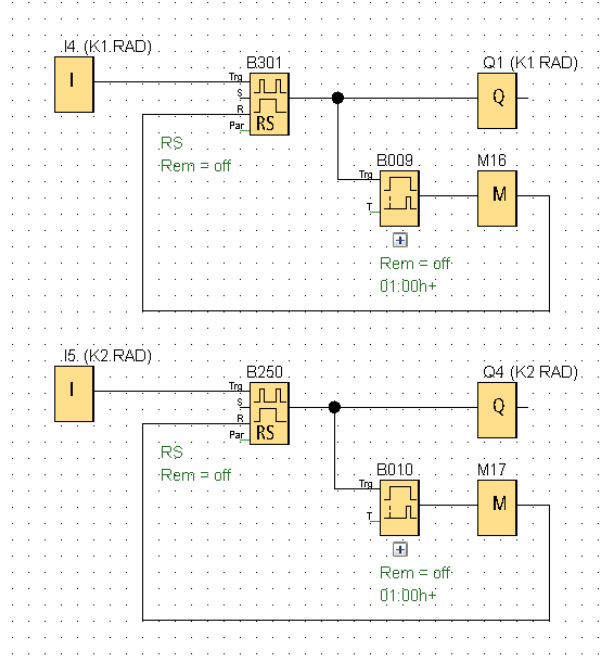 I4. (K1.RAD)
B301
Q1 (K1 RAD)
I
Trg
S
R
Par
RS
Q
RS
Rem = off
B009
M16
Trg
T
M
+
Rem = off
01:00h+
I5. (K2.RAD)
B250
Q4 (K2 RAD)
I
Trg
S
R
Par
RS
Q
RS
Rem = off
B010
M17
Trg
T
M
+
Rem = off
01:00h+